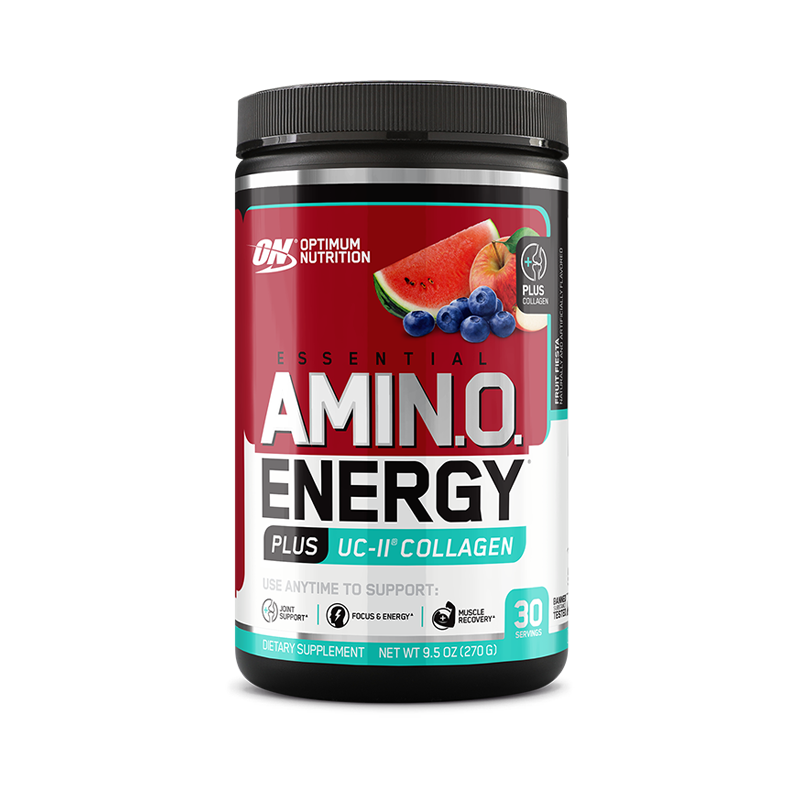 ON® OPTIMUM
NUTRITION
PLUS
COLLAGEN
FRUIT FIESTA
NATURALLY AND ARTIFICIALLY FLAVORED
ESSENTIAL
AMIN.O.
ENERGY
PLUS UC-II® COLLAGEN
USE ANYTIME TO SUPPORT:
JOINT
SUPPORT*
FOCUS & ENERGY*
MUSCLE
RECOVERY*
30
SERVINGS
BANNED
TESTED
DIETARY SUPPLEMENT NET WT 9.5 OZ (270 G)